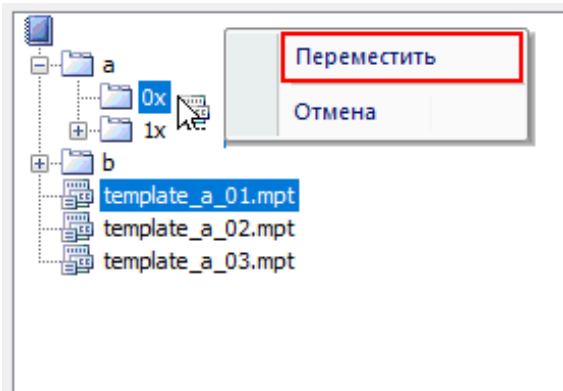 a
Переместить
0x
Отмена
1x
b
template_a_01.mpt
template_a_02.mpt
template_a_03.mpt